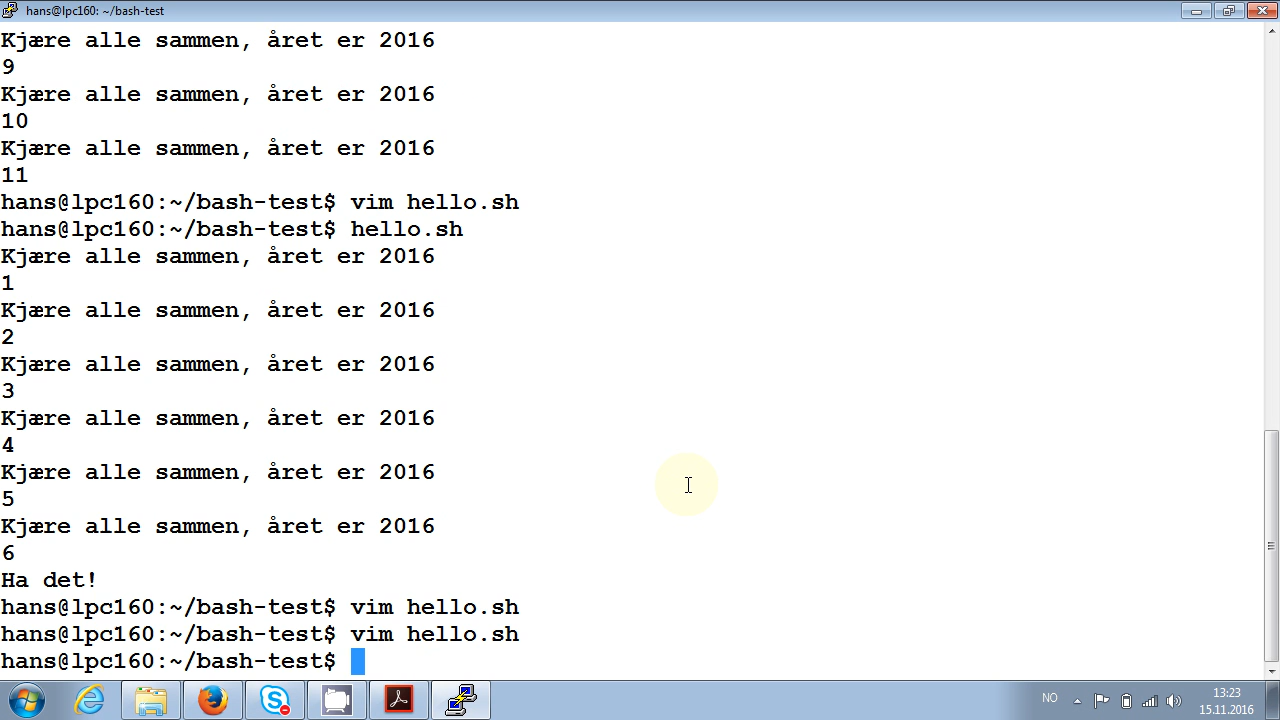 hans@lpc160: ~/bash-test
Kjære alle sammen, året er 2016
9
Kjære alle sammen, året er 2016
10
Kjære alle sammen, året er 2016
11
hans@lpc160:~/bash-test$ vim hello.sh
hans@lpc160:~/bash-test$ hello.sh
Kjære alle sammen, året er 2016
1
Kjære alle sammen, året er 2016
2
Kjære alle sammen, året er 2016
3
Kjære alle sammen, året er 2016
4
Kjære alle sammen, året er 2016
5
Kjære alle sammen, året er 2016
6
Ha det!
hans@lpc160:~/bash-test$ vim hello.sh
hans@lpc160:~/bash-test$ vim hello.sh
hans@lpc160:~/bash-test$
NO
13:23
15.11.2016